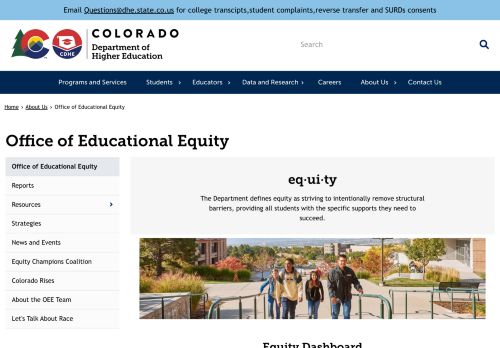 Email Questions@dhe.state.co.us for college transcipts,student complaints,reverse transfer and SURDs consents
CO
CDHE
COLORADO
Department of
Higher Education
Search
Programs and Services
Students
Educators
Data and Research
Careers
About Us
Contact Us
Home › About Us › Office of Educational Equity
Office of Educational Equity
Office of Educational Equity
Reports
Resources
Strategies
News and Events
Equity Champions Coalition
Colorado Rises
About the OEE Team
Let's Talk About Race
eq·ui·ty
The Department defines equity as striving to intentionally remove structural
barriers, providing all students with the specific supports they need to
succeed.
Equity Dashboard